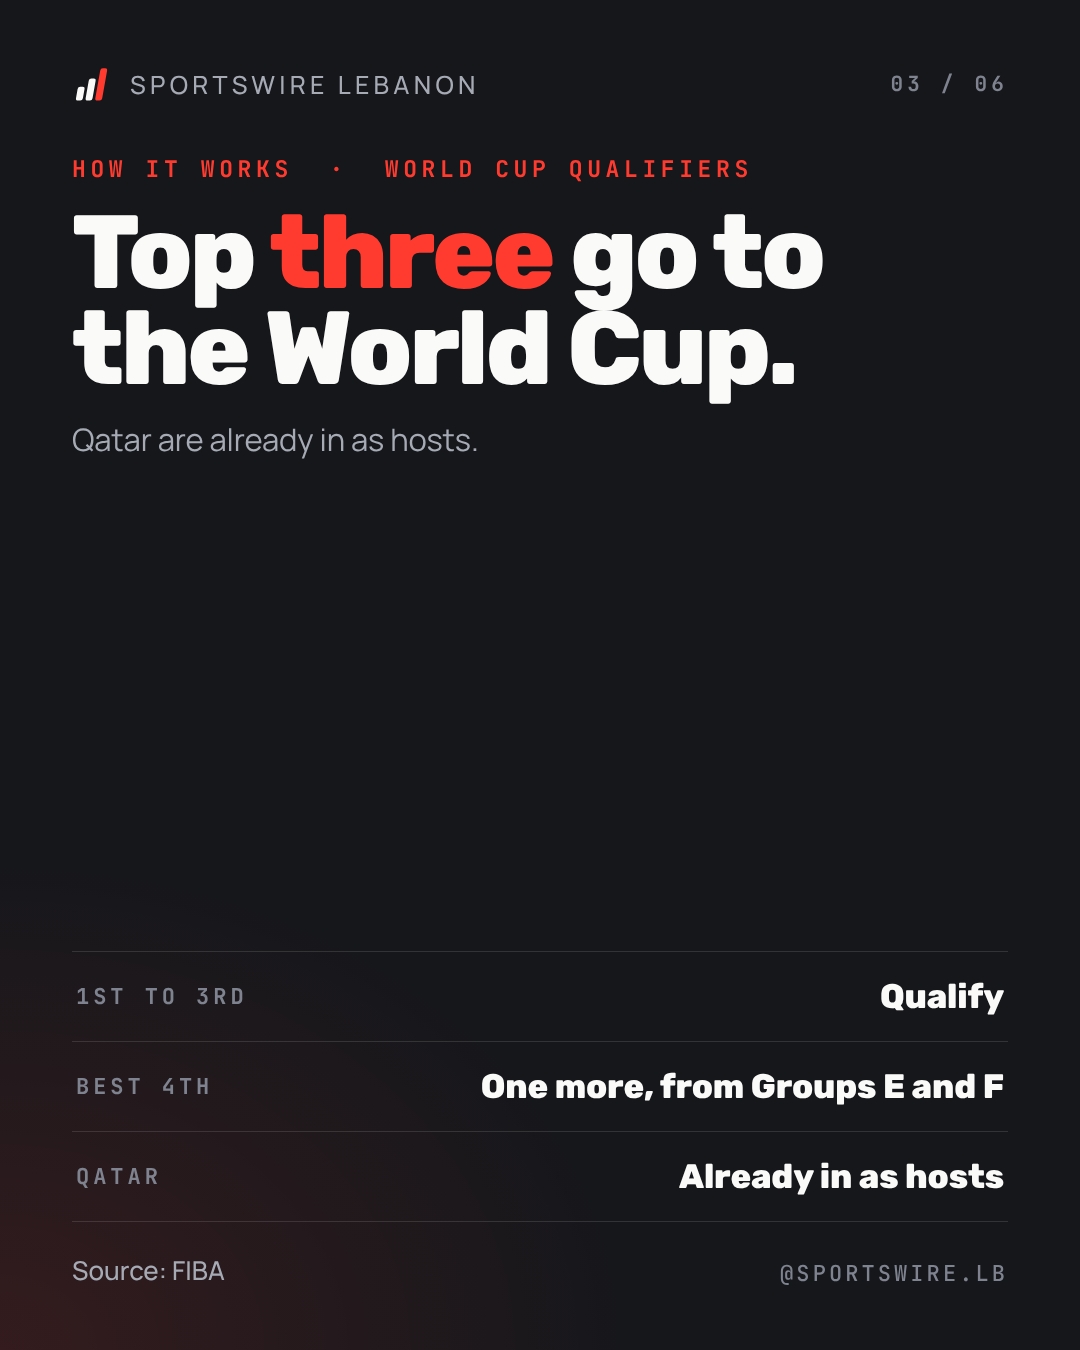 SPORTSWIRE LEBANON
03 / 06
HOW IT WORKS · WORLD CUP QUALIFIERS
Top three go to
the World Cup.
Qatar are already in as hosts.
1ST TO 3RD Qualify
BEST 4TH One more, from Groups E and F
QATAR Already in as hosts
Source: FIBA
@SPORTSWIRE.LB